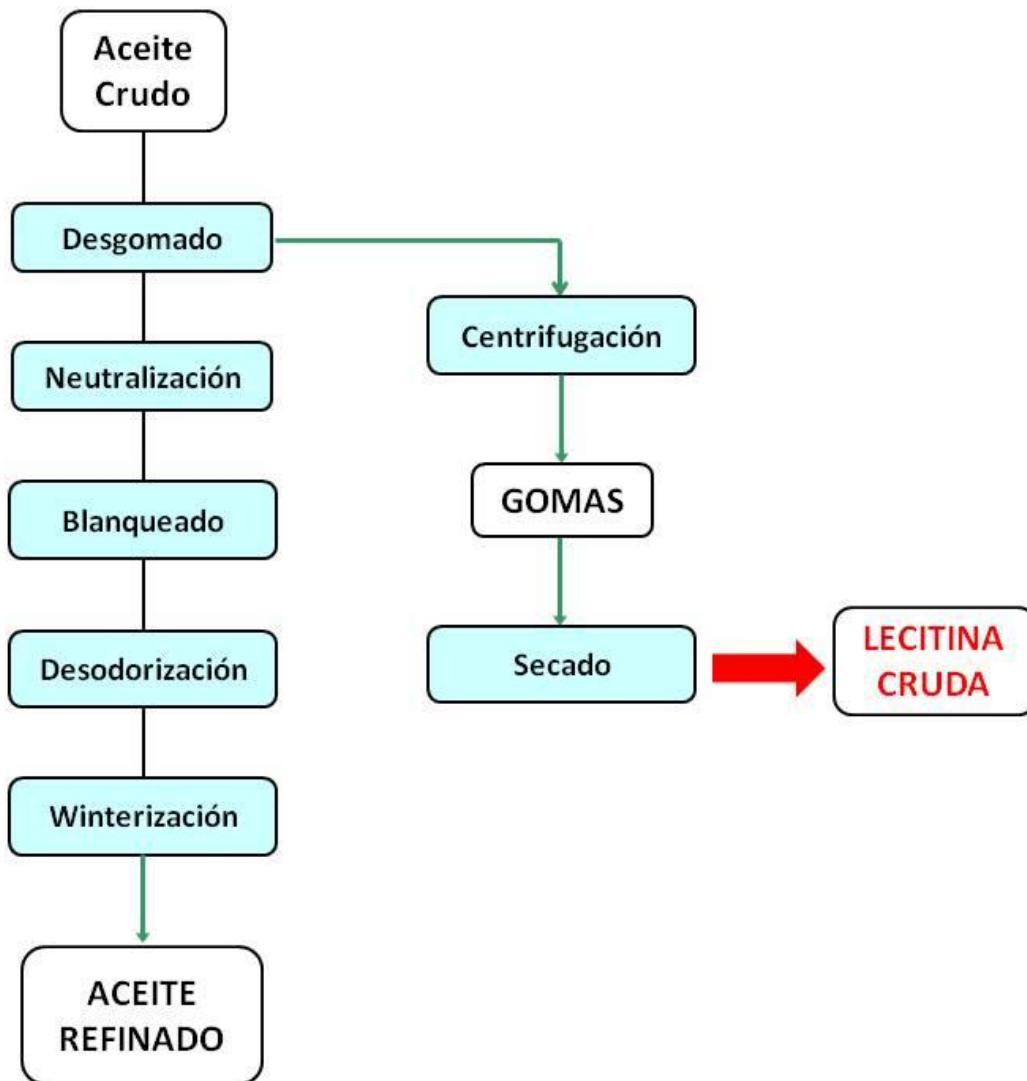 Aceite
Crudo
Desgomado
Neutralización
Blanqueado
Desodorización
Winterización
ACEITE
REFINADO
Centrifugación
GOMAS
Secado
LECITINA
CRUDA